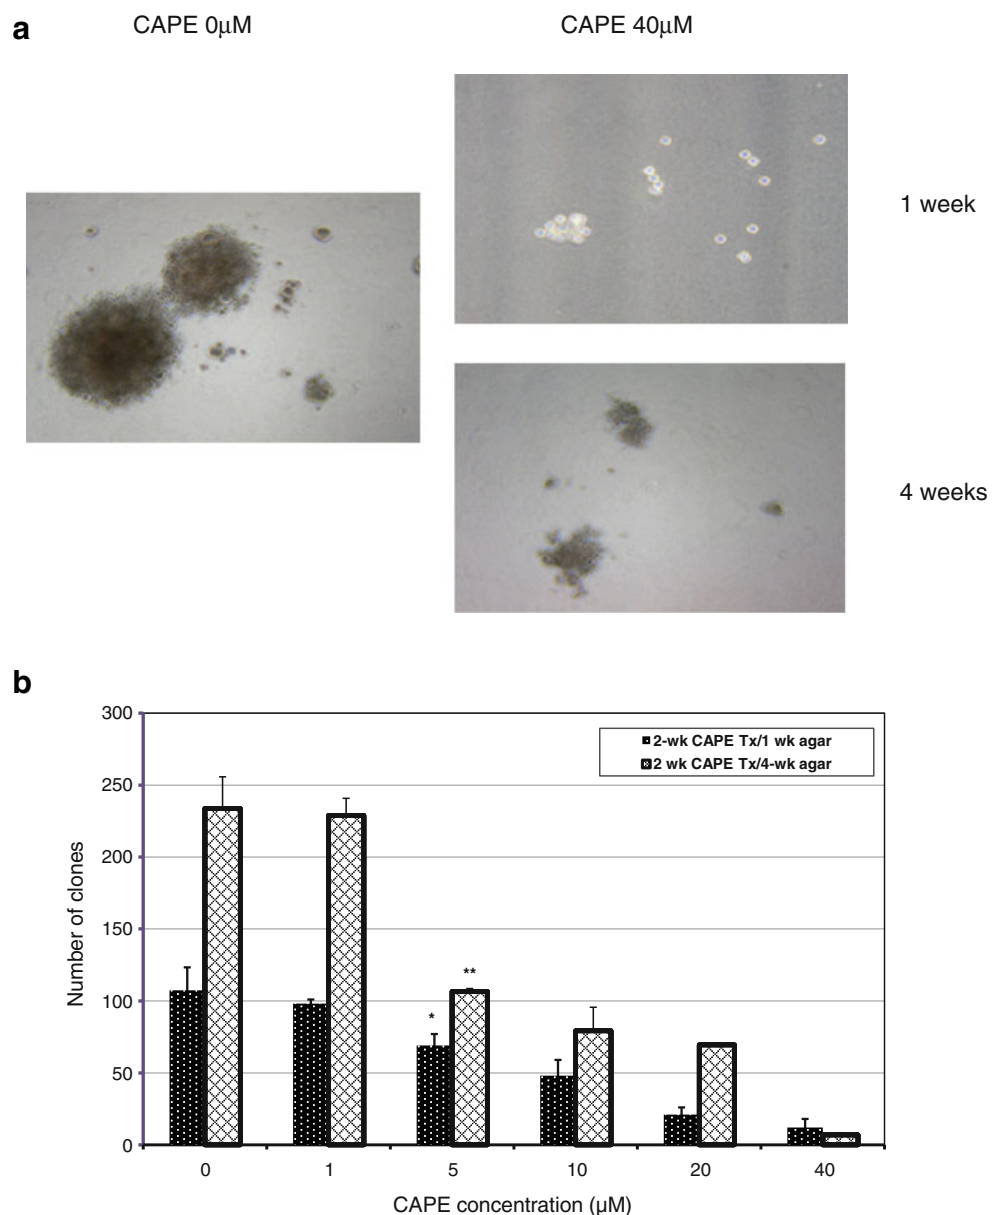 a
CAPE 0μM
CAPE 40μM
1 week
4 weeks
b
300
250
200
150
100
50
0
Number of clones
2-wk CAPE Tx/1 wk agar
2 wk CAPE Tx/4-wk agar
*
**
0 1 5 10 20 40
CAPE concentration (μM)